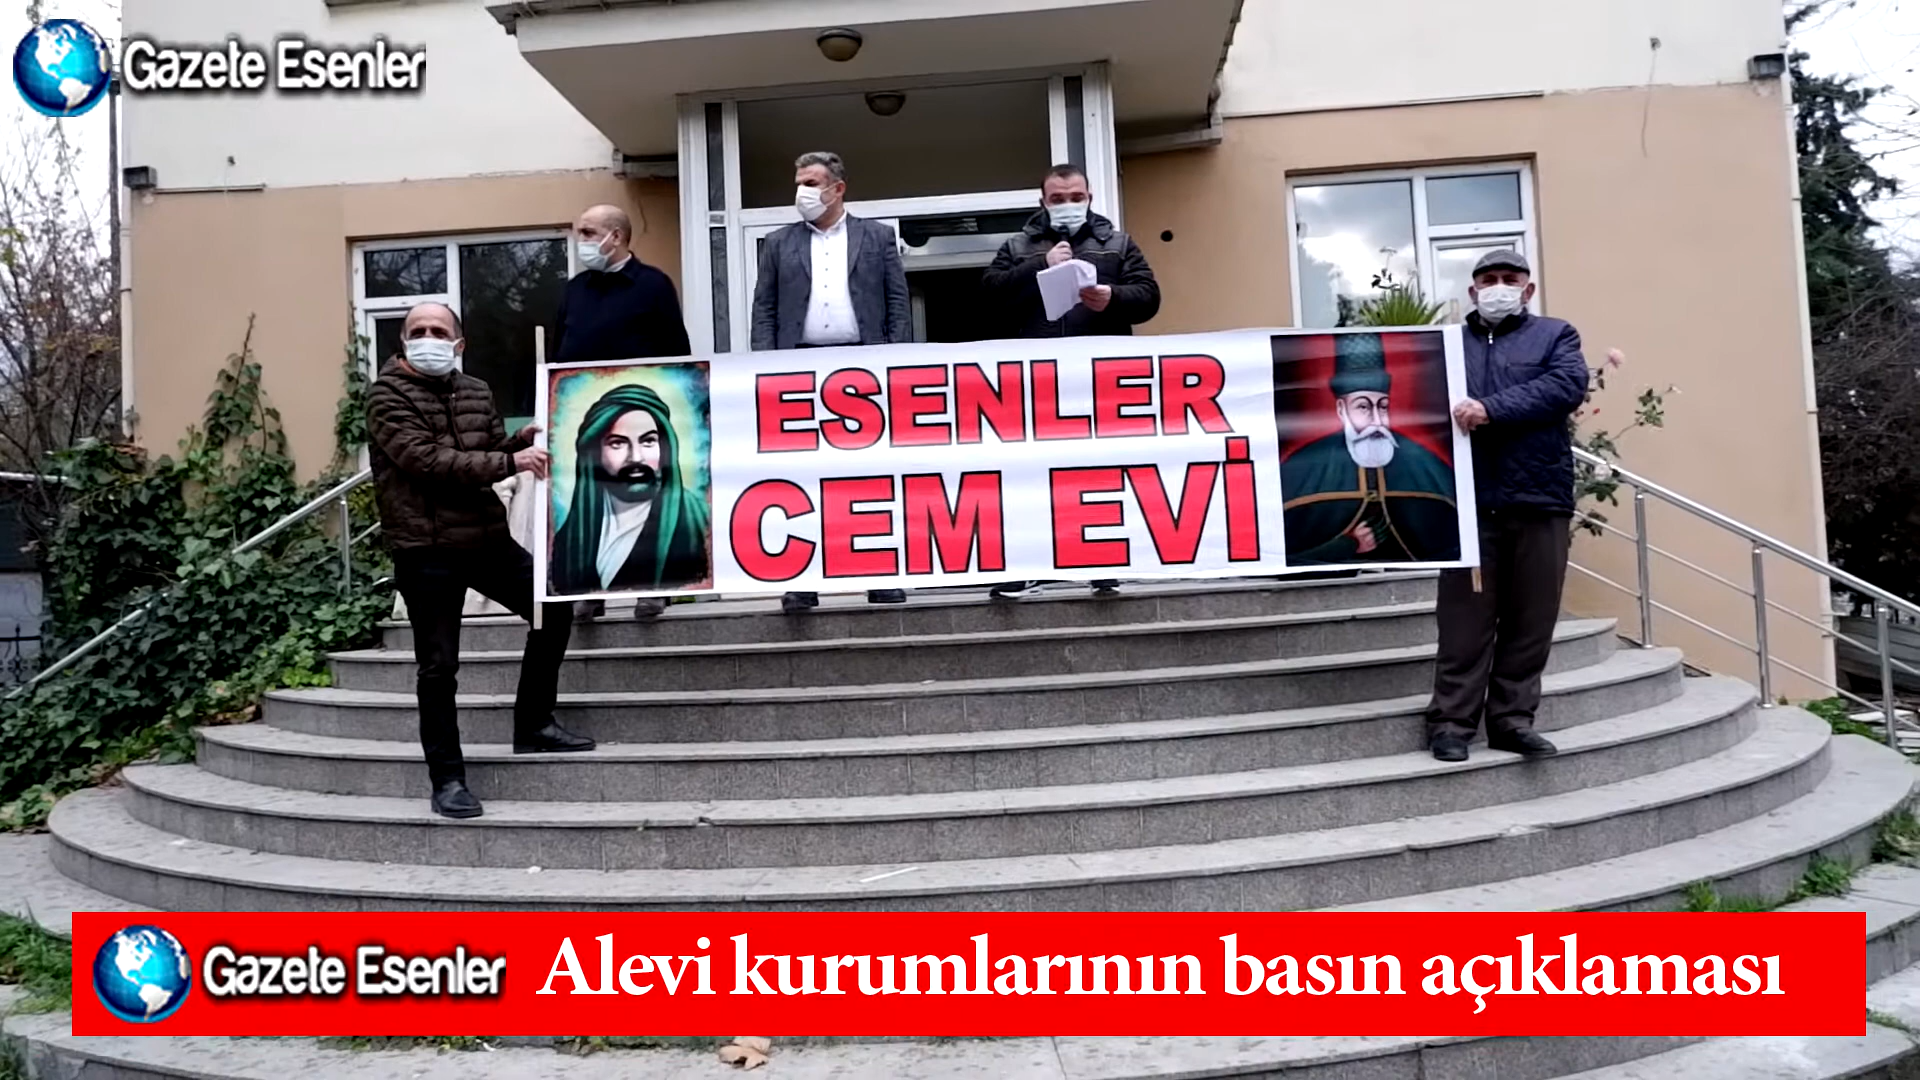 Gazete Esenler
ESENLER
CEM EVİ
Gazete Esenler
Alevi kurumlarının basın açıklaması